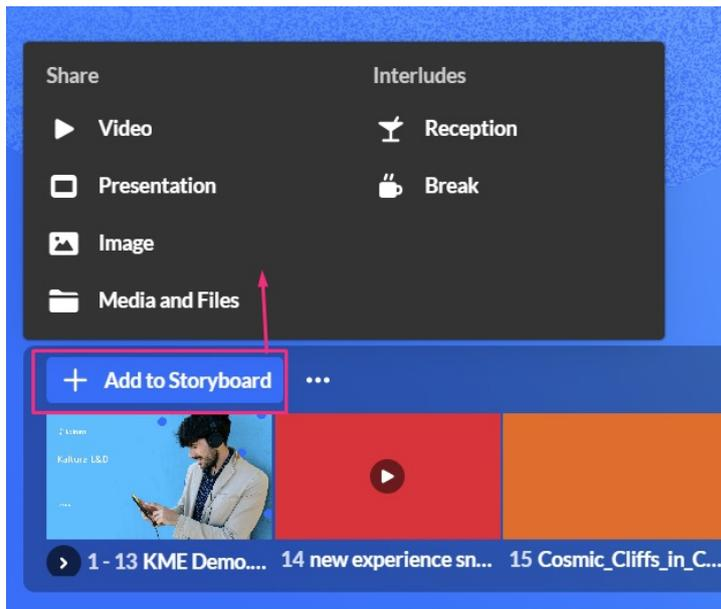 Share
Video
Presentation
Image
Media and Files
Interludes
Reception
Break
Add to Storyboard
Kaltura L&D
1 - 13 KME Demo....
14 new experience sn...
15 Cosmic_Cliffs_in_C...